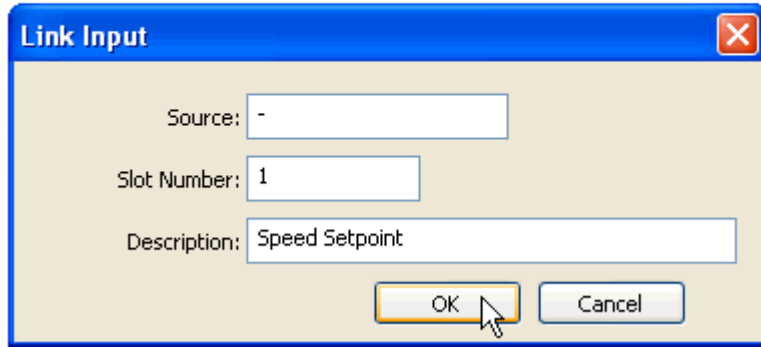 Link Input
Source: -
Slot Number: 1
Description: Speed Setpoint
OK Cancel